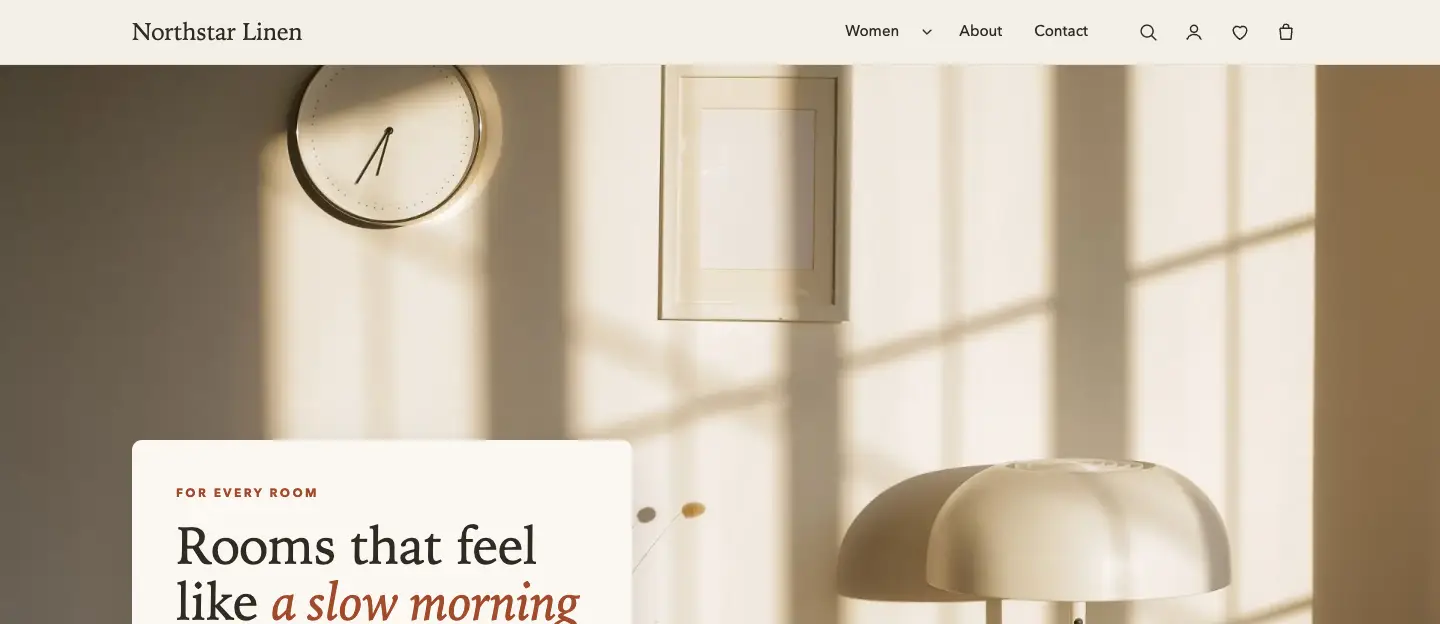 Northstar Linen
Women
About
Contact
FOR EVERY ROOM
Rooms that feel
like a slow morning